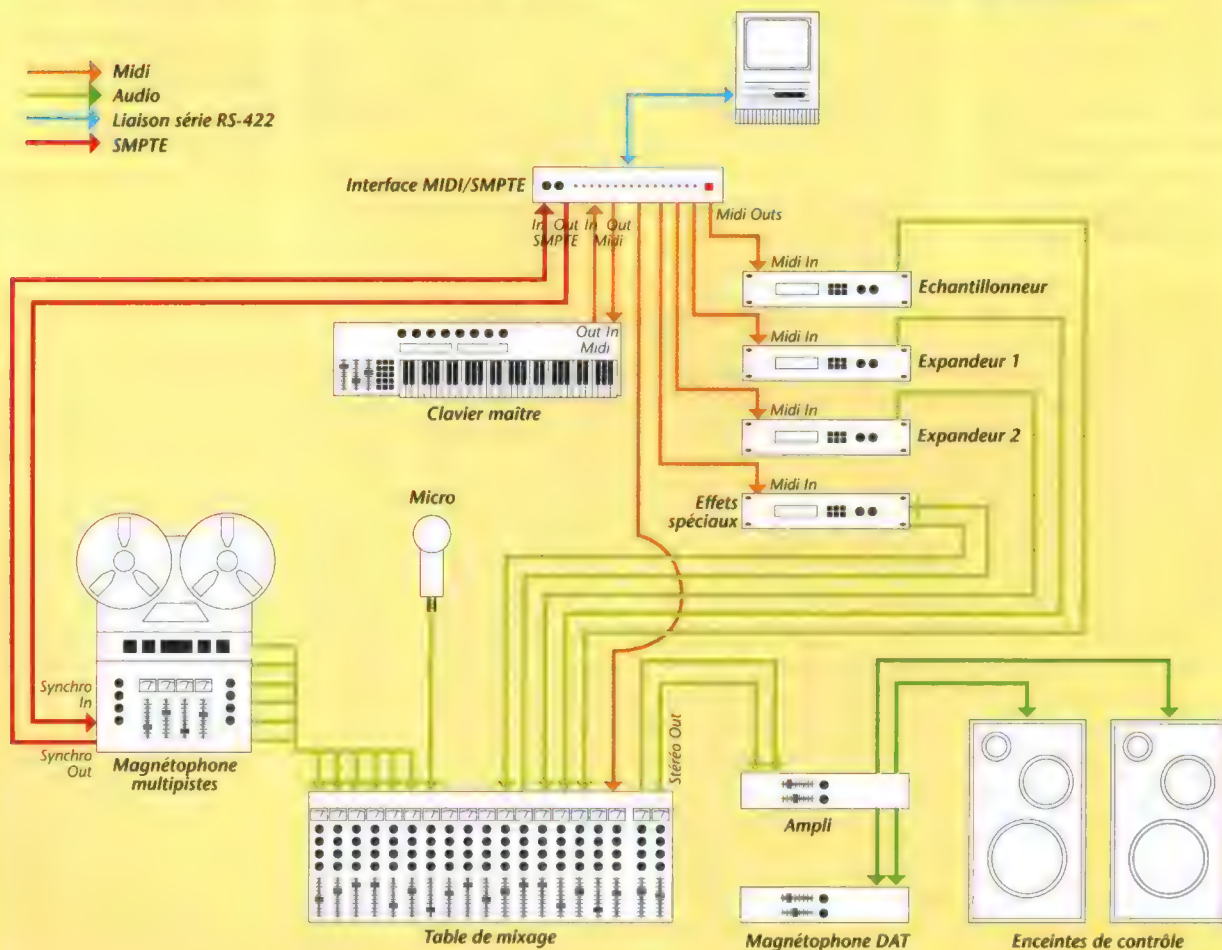 Midi
Audio
Liaison série RS-422
SMPTE
Interface MIDI/SMPTE
In Out In Out
SMPTE Midi
Midi Outs
Midi In
Echantillonneur
Out In
Midi
Midi In
Expandeur 1
Clavier maître
Midi In
Expandeur 2
Midi In
Effets
spéciaux
Micro
Synchro
In
Synchro
Out
Magnétophone
multipistes
Stéréo Out
Ampli
Table de mixage
Magnétophone DAT
Enceintes de contrôle